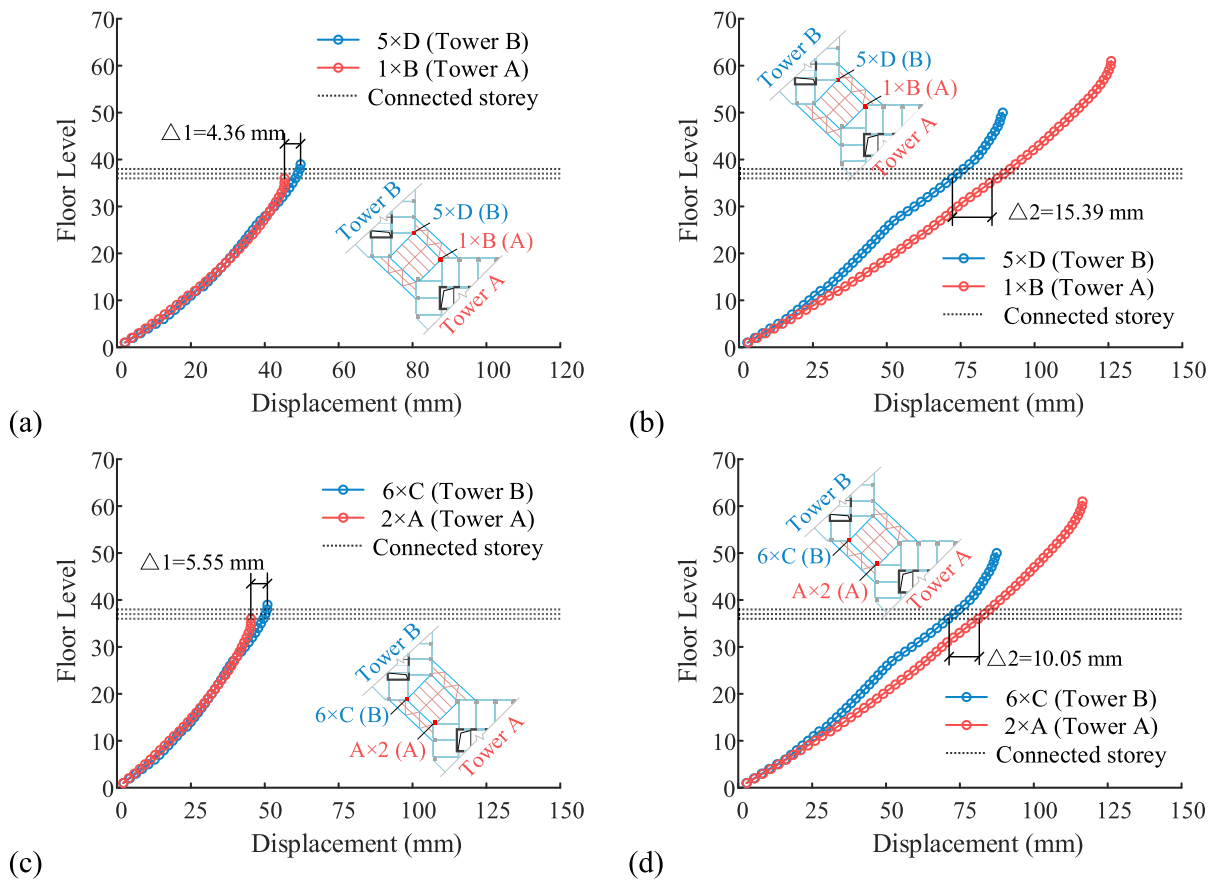 70
60
50
40
30
20
10
0
Floor Level
5×D (Tower B)
1×B (Tower A)
Connected storey
△1=4.36 mm
Tower B
5×D (B)
1×B (A)
Tower A
0 20 40 60 80 100 120
Displacement (mm)
(a)
70
60
50
40
30
20
10
0
Floor Level
Tower B
5×D (B)
1×B (A)
Tower A
△2=15.39 mm
5×D (Tower B)
1×B (Tower A)
Connected storey
0 25 50 75 100 125 150
Displacement (mm)
(b)
70
60
50
40
30
20
10
0
Floor Level
6×C (Tower B)
2×A (Tower A)
Connected storey
△1=5.55 mm
Tower B
6×C (B)
A×2 (A)
Tower A
0 25 50 75 100 125 150
Displacement (mm)
(c)
70
60
50
40
30
20
10
0
Floor Level
Tower B
6×C (B)
A×2 (A)
Tower A
△2=10.05 mm
6×C (Tower B)
2×A (Tower A)
Connected storey
0 25 50 75 100 125 150
Displacement (mm)
(d)